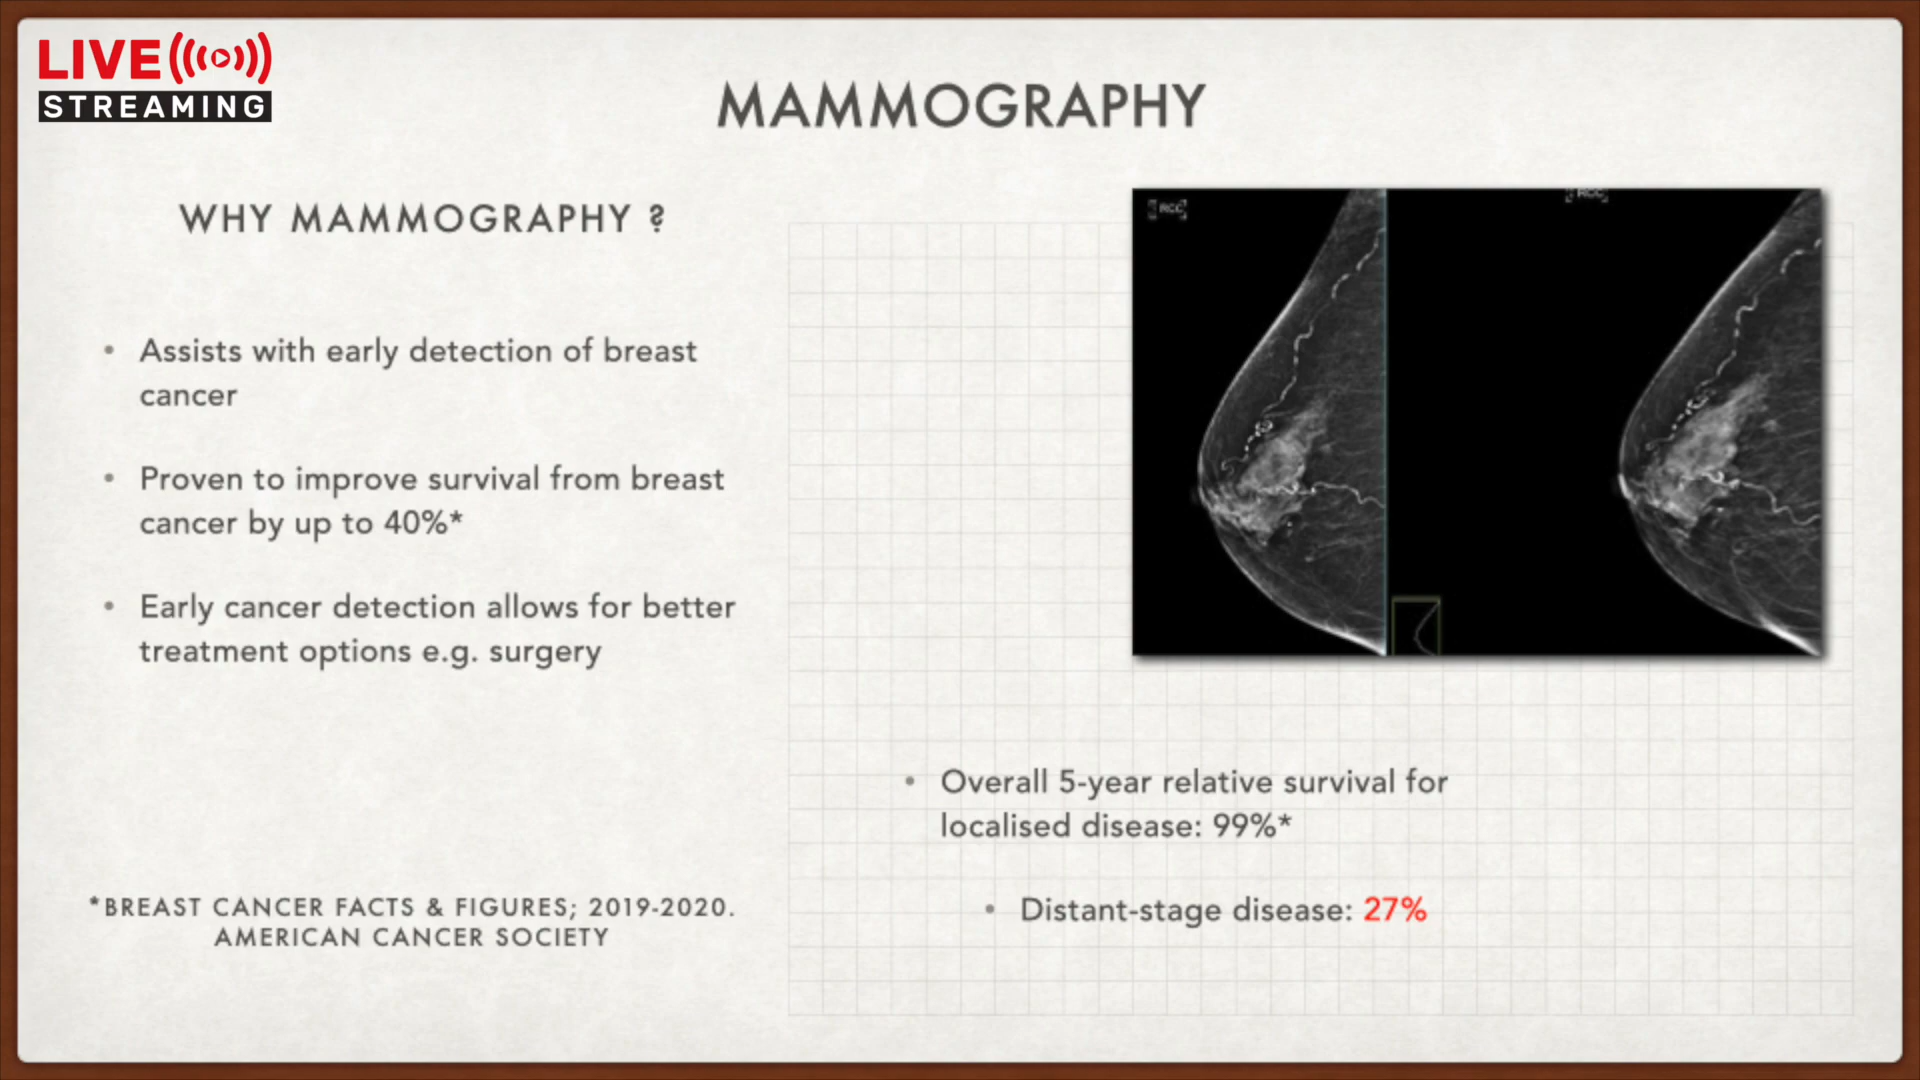 LIVE
STREAMING
MAMMOGRAPHY
WHY MAMMOGRAPHY ?
• Assists with early detection of breast
cancer
• Proven to improve survival from breast
cancer by up to 40%*
• Early cancer detection allows for better
treatment options e.g. surgery
*BREAST CANCER FACTS & FIGURES; 2019-2020.
AMERICAN CANCER SOCIETY
RCC
RCC
• Overall 5-year relative survival for
localised disease: 99%*
• Distant-stage disease: 27%